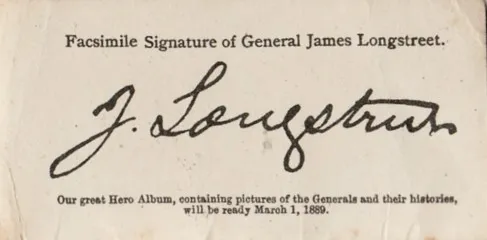 Facsimile Signature of General James Longstreet.
J. Longstreet
Our great Hero Album, containing pictures of the Generals and their histories,
will be ready March 1, 1889.